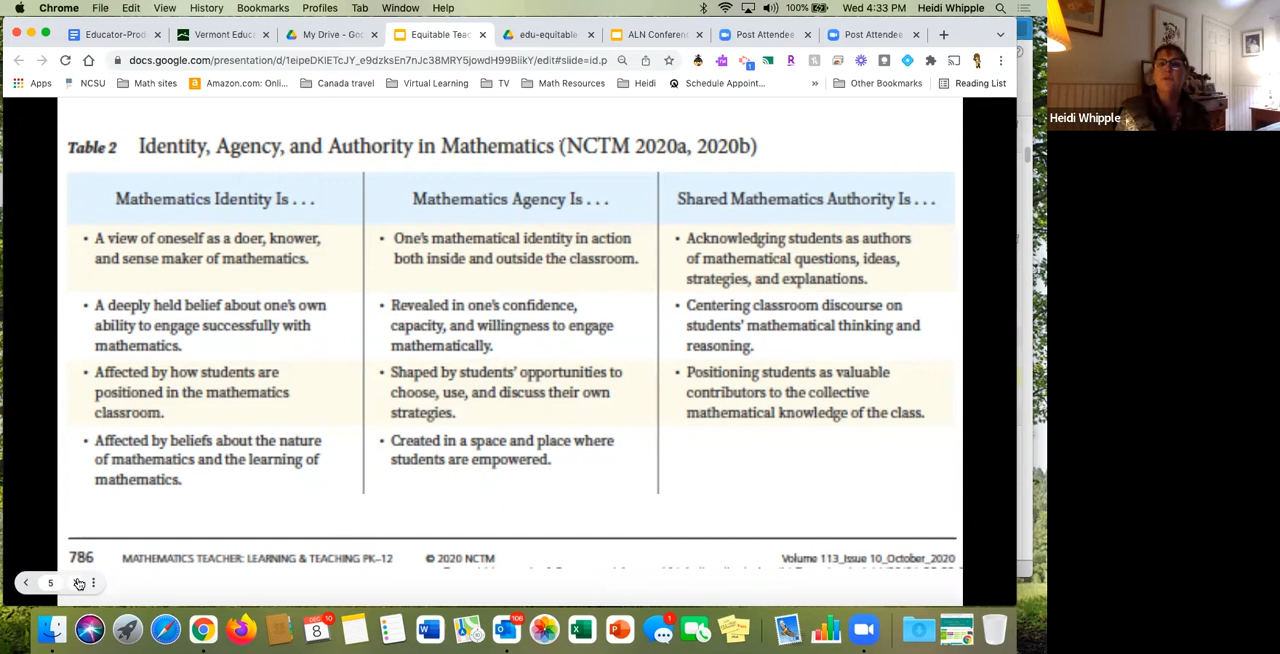 Chrome File Edit View History Bookmarks Profiles Tab Window Help 100% Wed 4:33 PM Heidi Whipple
Educator-Prod Vermont Educ My Drive - Goo Equitable Teac edu-equitable ALN Conferenc Post Attendee Post Attendee
docs.google.com/presentation/d/1eipeDKIETcJY_e9dzksEn7nJc38MRY5jowdH99BlikY/edit#slide=id.p
Apps NCSU Math sites Amazon.com: Onli... Canada travel Virtual Learning TV Math Resources Heidi Schedule Appoint... » Other Bookmarks Reading List
Heidi Whipple
Table 2 Identity, Agency, and Authority in Mathematics (NCTM 2020a, 2020b)
Mathematics Identity Is . . .
• A view of oneself as a doer, knower,
and sense maker of mathematics.
• A deeply held belief about one's own
ability to engage successfully with
mathematics.
• Affected by how students are
positioned in the mathematics
classroom.
• Affected by beliefs about the nature
of mathematics and the learning of
mathematics.
Mathematics Agency Is . . .
• One's mathematical identity in action
both inside and outside the classroom.
• Revealed in one's confidence,
capacity, and willingness to engage
mathematically.
• Shaped by students' opportunities to
choose, use, and discuss their own
strategies.
• Created in a space and place where
students are empowered.
Shared Mathematics Authority Is . . .
• Acknowledging students as authors
of mathematical questions, ideas,
strategies, and explanations.
• Centering classroom discourse on
students' mathematical thinking and
reasoning.
• Positioning students as valuable
contributors to the collective
mathematical knowledge of the class.
786 MATHEMATICS TEACHER: LEARNING & TEACHING PK–12 © 2020 NCTM Volume 113_Issue 10_October_2020
5
DEC 8 10 106 1